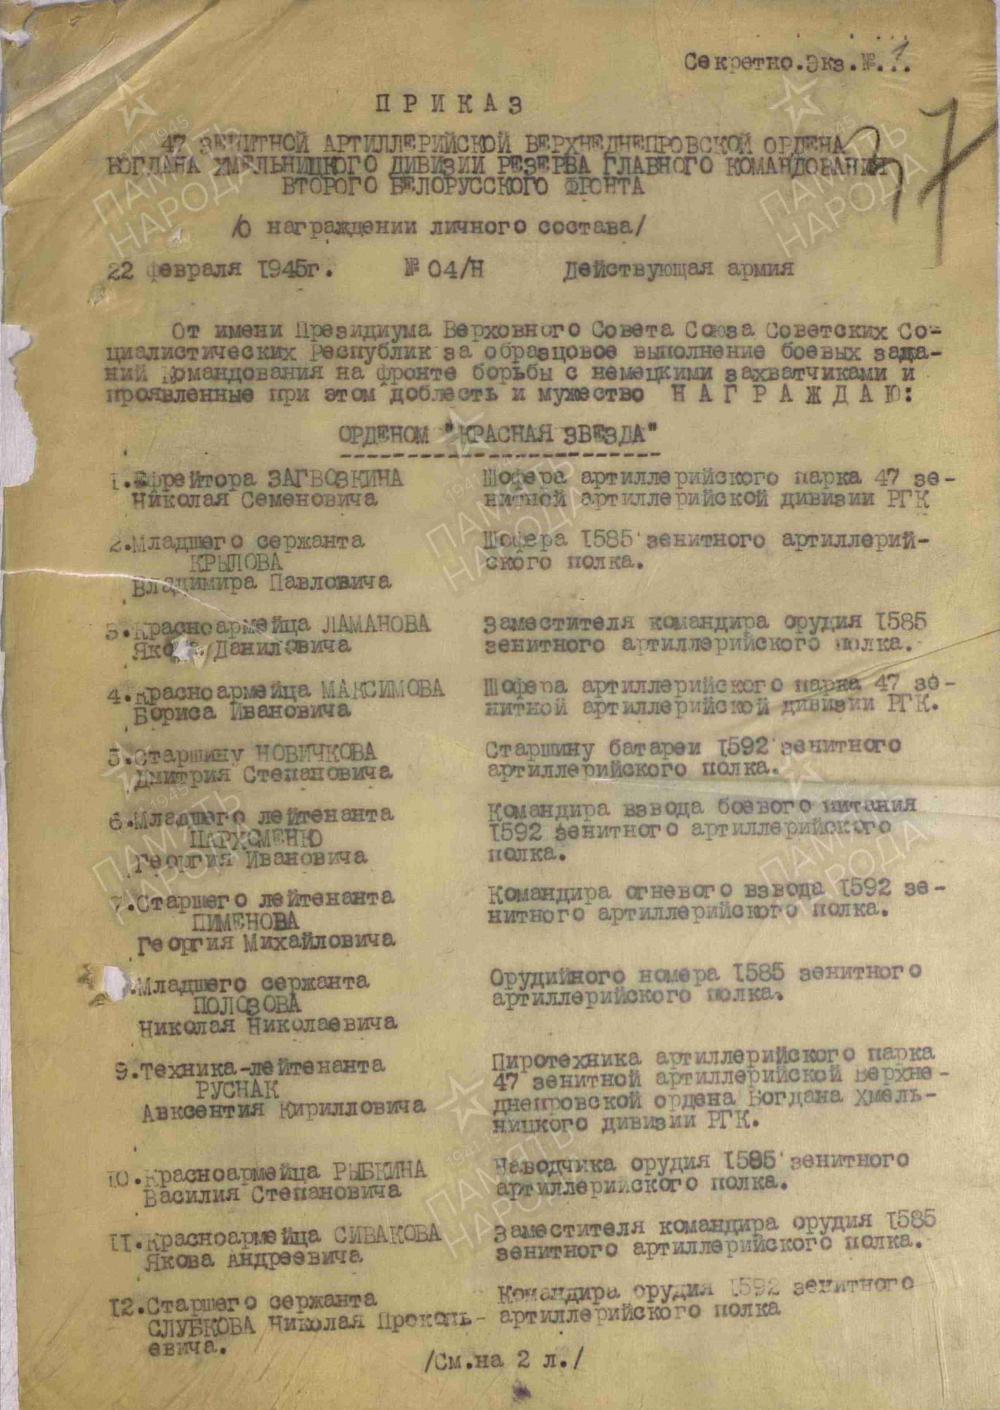 Секретно.Экз.№.1.
ПРИКАЗ
47 ЗЕНИТНОЙ АРТИЛЛЕРИЙСКОЙ ВЕРХНЕДНЕПРОВСКОЙ ОРДЕНА
БОГДАНА ХМЕЛЬНИЦКОГО ДИВИЗИИ РЕЗЕРВА ГЛАВНОГО КОМАНДОВАНИЯ
ВТОРОГО БЕЛОРУССКОГО ФРОНТА
37
/О награждении личного состава/
22 февраля 1945г. № 04/Н Действующая армия
От имени Президиума Верховного Совета Союза Советских Со-
циалистических Республик за образцовое выполнение боевых зада-
ний Командования на фронте борьбы с немецкими захватчиками и
проявленные при этом доблесть и мужество НАГРАЖДАЮ:
ОРДЕНОМ "КРАСНАЯ ЗВЕЗДА"
1.Ефрейтора ЗАГВОЗКИНА Шофера артиллерийского парка 47 зе-
Николая Семеновича нитной артиллерийской дивизии РГК
2.Младшего сержанта Шофера 1585 зенитного артиллерий-
КРЫЛОВА ского полка.
Владимира Павловича
3.Красноармейца ЛАМАНОВА Заместителя командира орудия 1585
Якова Даниловича зенитного артиллерийского полка.
4.Красноармейца МАКСИМОВА Шофера артиллерийского парка 47 зе-
Бориса Ивановича нитной артиллерийской дивизии РГК.
5.Старшину НОВИЧКОВА Старшину батареи 1592 зенитного
Дмитрия Степановича артиллерийского полка.
6.Младшего лейтенанта Командира взвода боевого питания
ПАРХОМЕНЮ 1592 зенитного артиллерийского
Георгия Ивановича полка.
7.Старшего лейтенанта Командира огневого взвода 1592 зе-
ПИМЕНОВА нитного артиллерийского полка.
Георгия Михайловича
.Младшего сержанта Орудийного номера 1585 зенитного
ПОЛОЗОВА артиллерийского полка.
Николая Николаевича
9.Техника-лейтенанта Пиротехника артиллерийского парка
РУСНАК 47 зенитной артиллерийской Верхне-
Авксентия Кирилловича днепровской ордена Богдана Хмель-
ницкого дивизии РГК.
10.Красноармейца РЫБКИНА Наводчика орудия 1585 зенитного
Василия Степановича артиллерийского полка.
11.Красноармейца СИВАКОВА Заместителя командира орудия 1585
Якова Андреевича зенитного артиллерийского полка.
12.Старшего сержанта Командира орудия 1592 зенитного
СЛУБКОВА Николая Прокопь- артиллерийского полка
евича.
/См.на 2 л./
ПАМЯТЬ НАРОДА
1941-1945